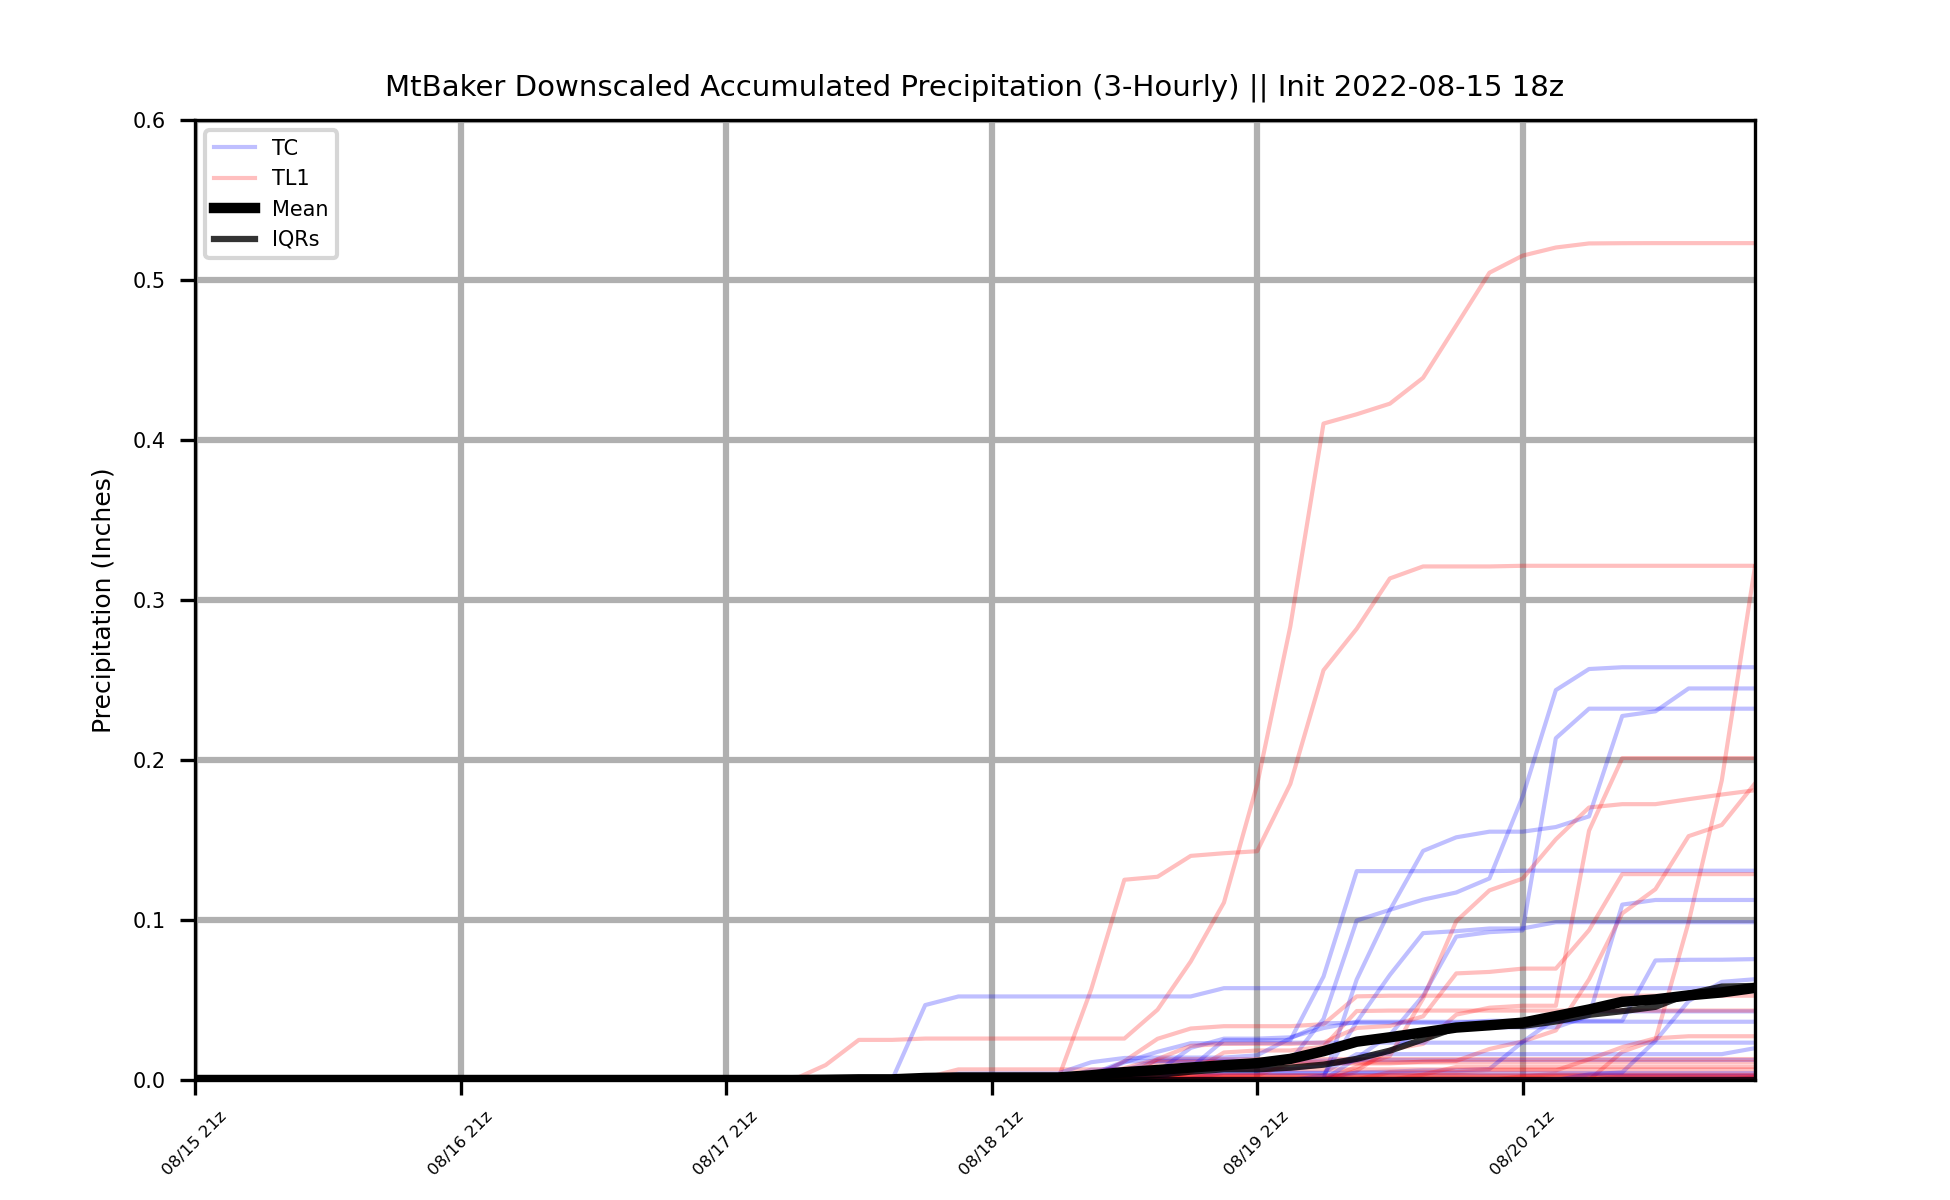 MtBaker Downscaled Accumulated Precipitation (3-Hourly) || Init 2022-08-15 18z
TC
TL1
Mean
IQRs
Precipitation (Inches)
0.6
0.5
0.4
0.3
0.2
0.1
0.0
08/15 21z
08/16 21z
08/17 21z
08/18 21z
08/19 21z
08/20 21z